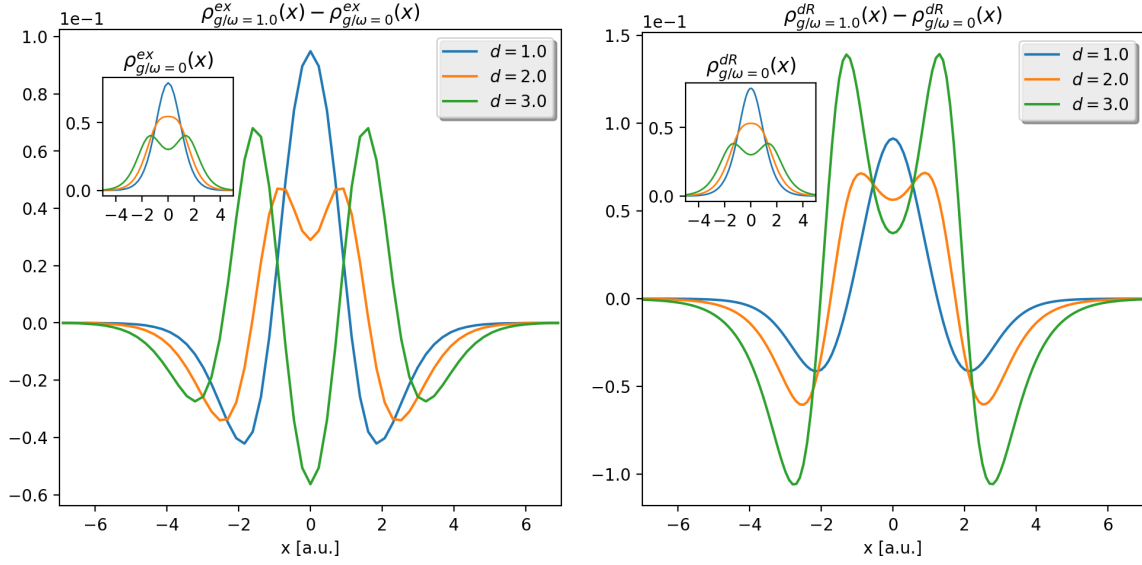 ρ^{ex}_{g/ω=1.0}(x) − ρ^{ex}_{g/ω=0}(x)
1e−1
1.0
0.8
0.6
0.4
0.2
0.0
−0.2
−0.4
−0.6
d = 1.0
d = 2.0
d = 3.0
ρ^{ex}_{g/ω=0}(x)
0.5
0.0
−4 −2 0 2 4
−6 −4 −2 0 2 4 6
x [a.u.]
ρ^{dR}_{g/ω=1.0}(x) − ρ^{dR}_{g/ω=0}(x)
1e−1
1.5
1.0
0.5
0.0
−0.5
−1.0
d = 1.0
d = 2.0
d = 3.0
ρ^{dR}_{g/ω=0}(x)
0.5
0.0
−4 −2 0 2 4
−6 −4 −2 0 2 4 6
x [a.u.]